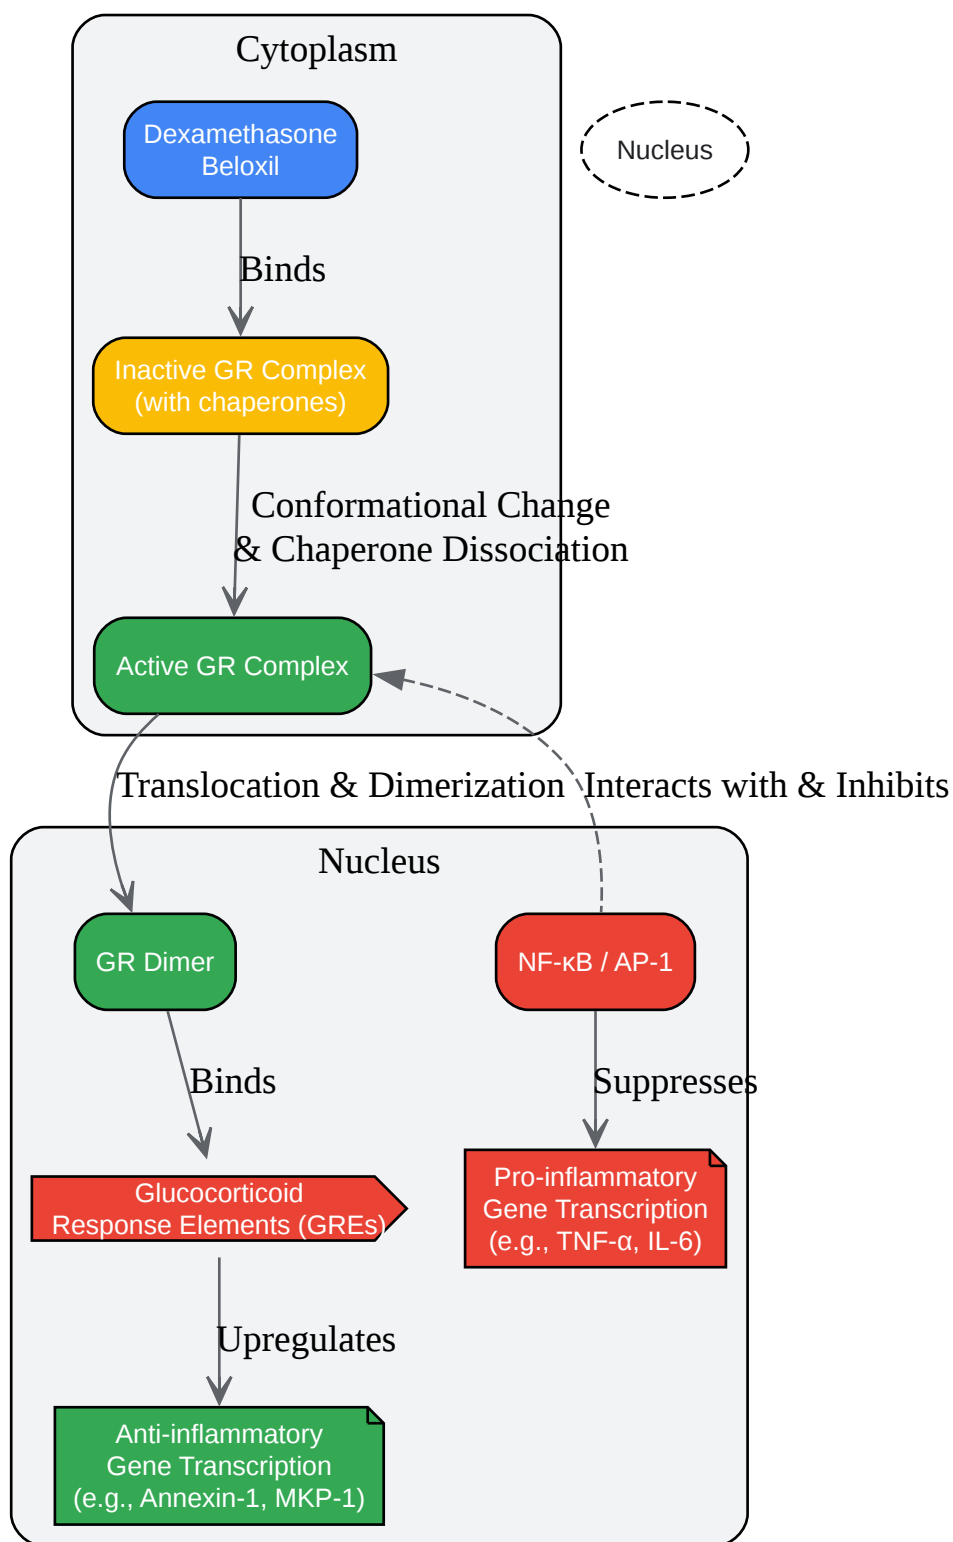 Cytoplasm
Dexamethasone
Beloxil
Nucleus
Binds
Inactive GR Complex
(with chaperones)
Conformational Change
& Chaperone Dissociation
Active GR Complex
Translocation & Dimerization
Interacts with & Inhibits
Nucleus
GR Dimer
NF-κB / AP-1
Binds
Suppresses
Glucocorticoid
Response Elements (GREs)
Pro-inflammatory
Gene Transcription
(e.g., TNF-α, IL-6)
Upregulates
Anti-inflammatory
Gene Transcription
(e.g., Annexin-1, MKP-1)